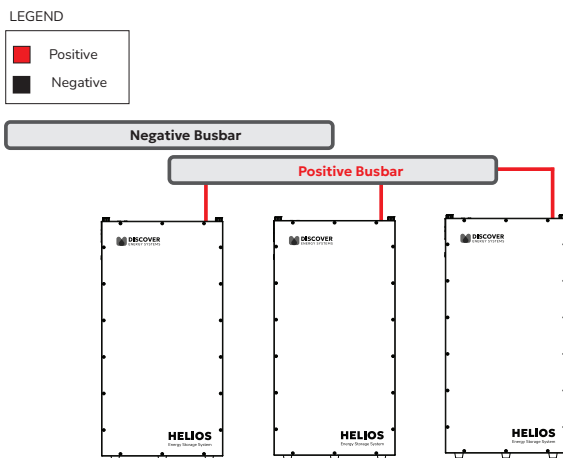 LEGEND
Positive
Negative
Negative Busbar
Positive Busbar
DISCOVER
ENERGY SYSTEMS
DISCOVER
ENERGY SYSTEMS
DISCOVER
ENERGY SYSTEMS
HELIOS
Energy Storage System
HELIOS
Energy Storage System
HELIOS
Energy Storage System